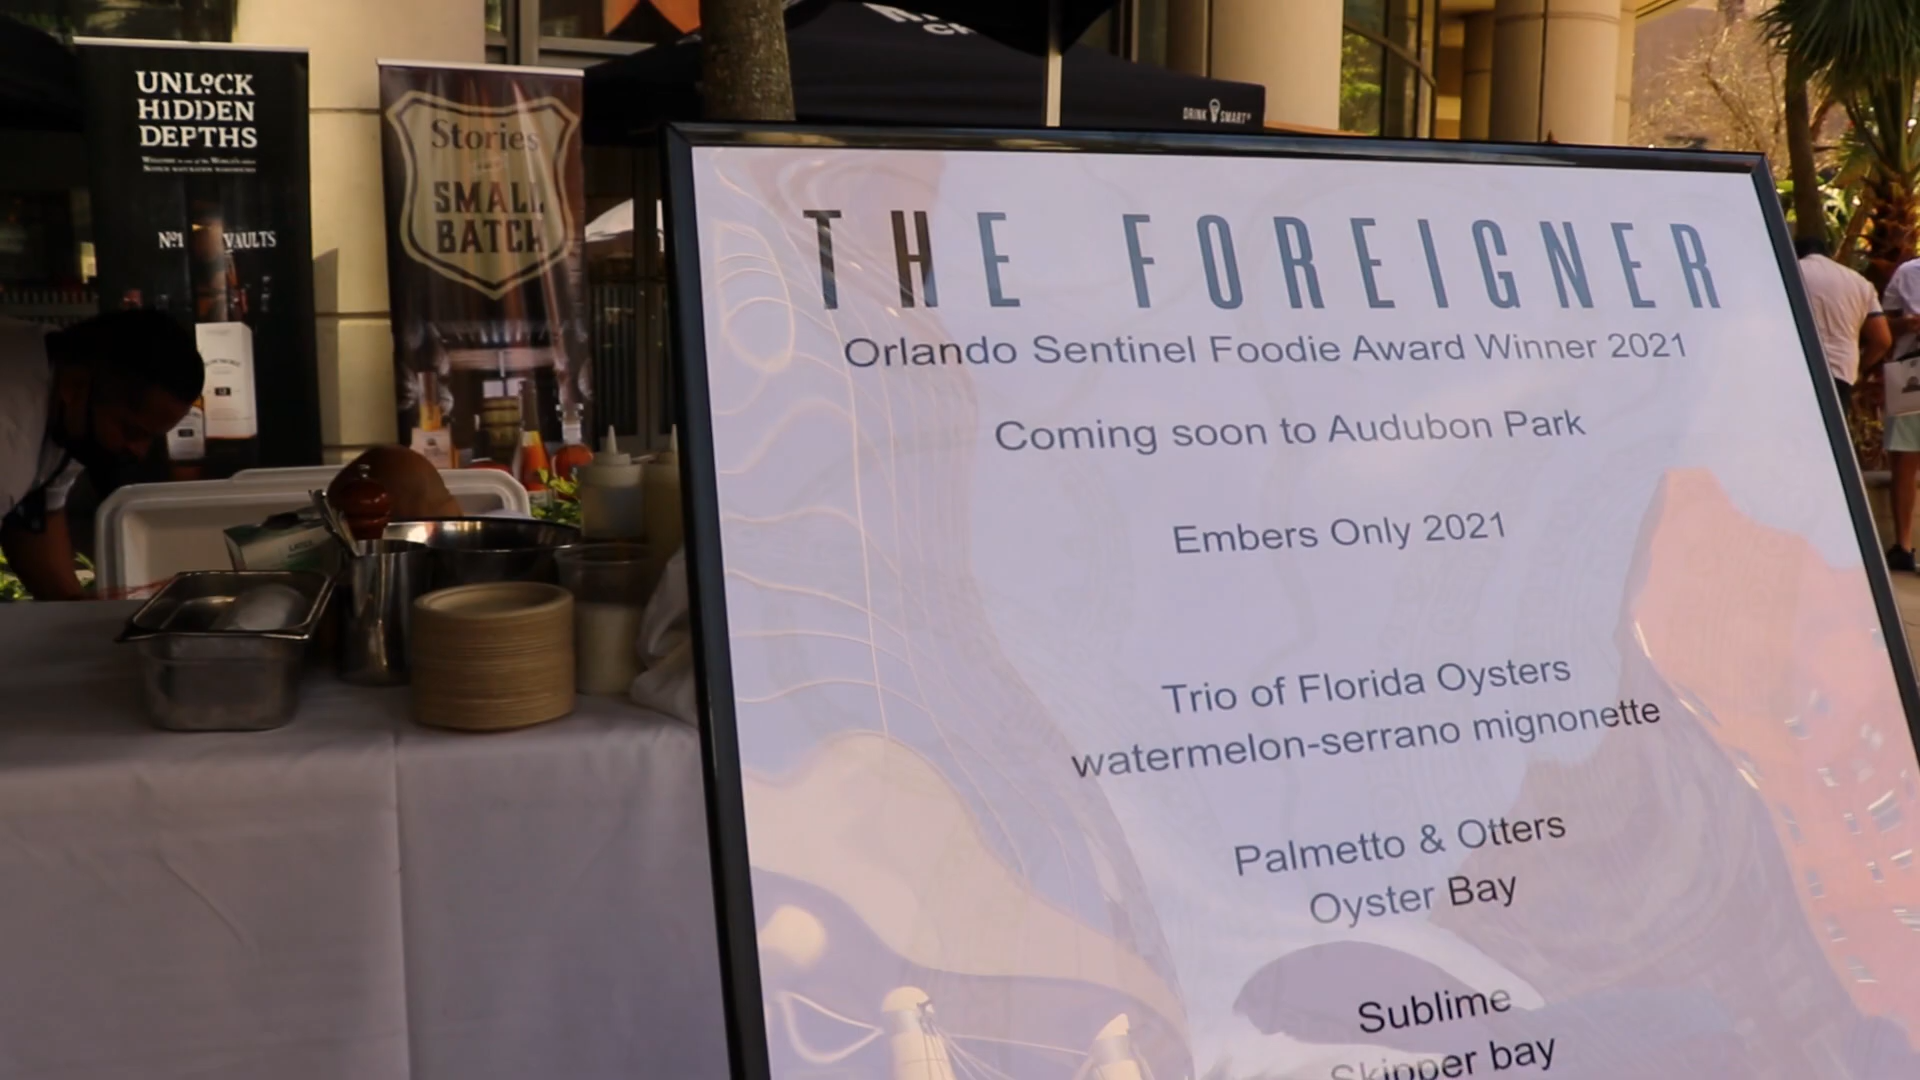 UNLOCK
HIDDEN
DEPTHS
Nº1 VAULTS
Stories
SMALL
BATCH
DRINK SMART
THE FOREIGNER
Orlando Sentinel Foodie Award Winner 2021
Coming soon to Audubon Park
Embers Only 2021
Trio of Florida Oysters
watermelon-serrano mignonette
Palmetto & Otters
Oyster Bay
Sublime
Skipper bay
LATEX